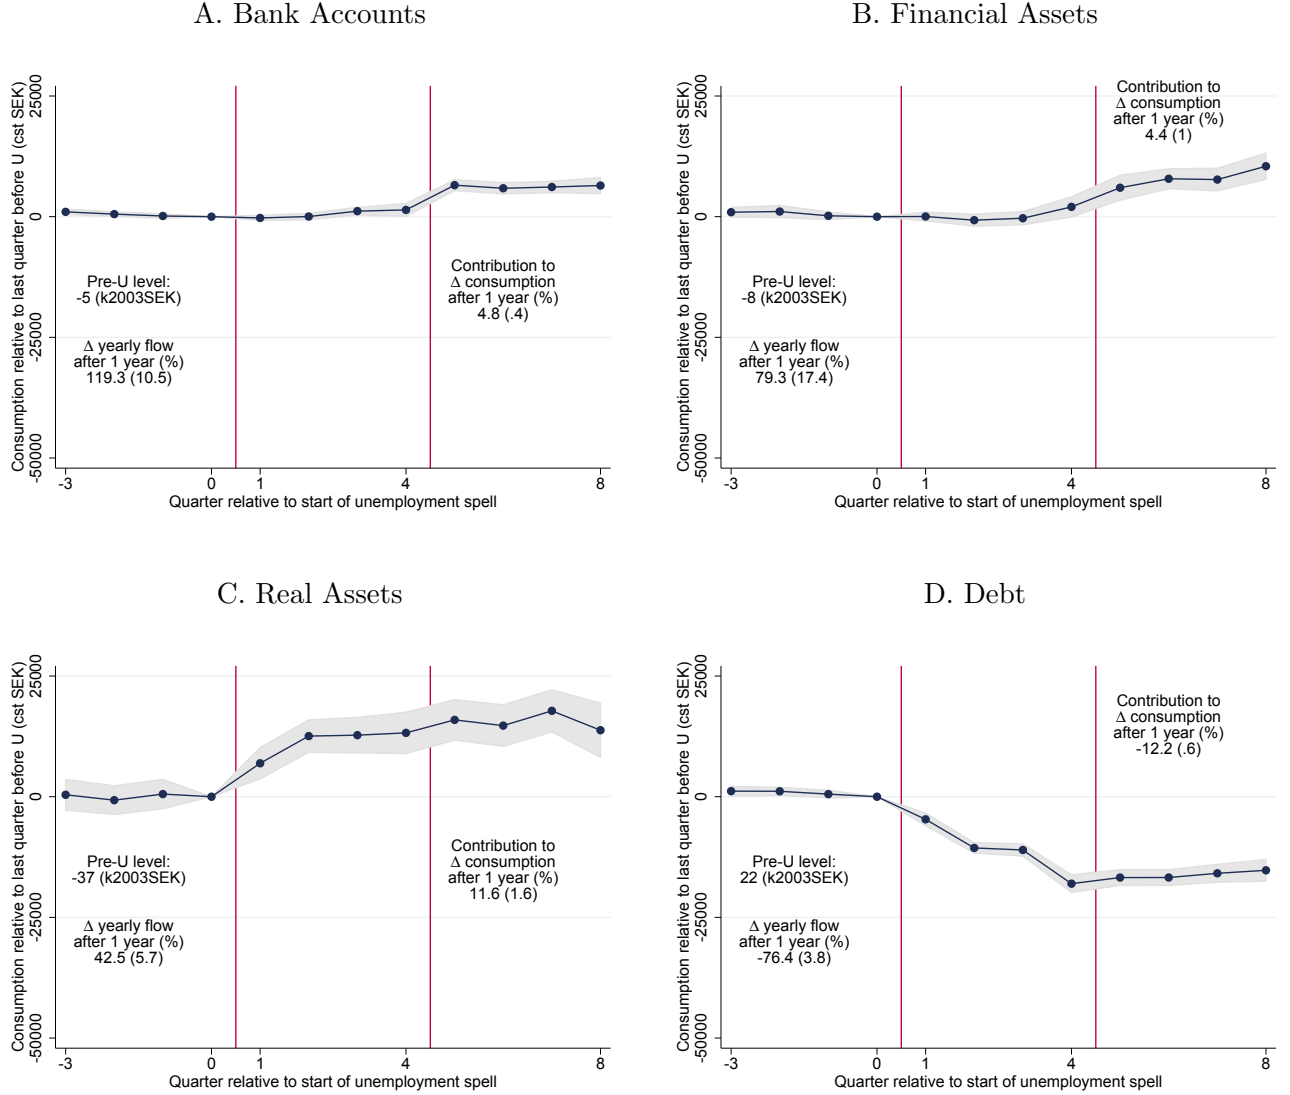 A. Bank Accounts
Consumption relative to last quarter before U (cst SEK)
25000
0
-25000
-50000
Pre-U level:
-5 (k2003SEK)
Δ yearly flow
after 1 year (%)
119.3 (10.5)
Contribution to
Δ consumption
after 1 year (%)
4.8 (.4)
-3
0
1
4
8
Quarter relative to start of unemployment spell
B. Financial Assets
Consumption relative to last quarter before U (cst SEK)
25000
0
-25000
-50000
Contribution to
Δ consumption
after 1 year (%)
4.4 (1)
Pre-U level:
-8 (k2003SEK)
Δ yearly flow
after 1 year (%)
79.3 (17.4)
-3
0
1
4
8
Quarter relative to start of unemployment spell
C. Real Assets
Consumption relative to last quarter before U (cst SEK)
25000
0
-25000
-50000
Pre-U level:
-37 (k2003SEK)
Δ yearly flow
after 1 year (%)
42.5 (5.7)
Contribution to
Δ consumption
after 1 year (%)
11.6 (1.6)
-3
0
1
4
8
Quarter relative to start of unemployment spell
D. Debt
Consumption relative to last quarter before U (cst SEK)
25000
0
-25000
-50000
Contribution to
Δ consumption
after 1 year (%)
-12.2 (.6)
Pre-U level:
22 (k2003SEK)
Δ yearly flow
after 1 year (%)
-76.4 (3.8)
-3
0
1
4
8
Quarter relative to start of unemployment spell